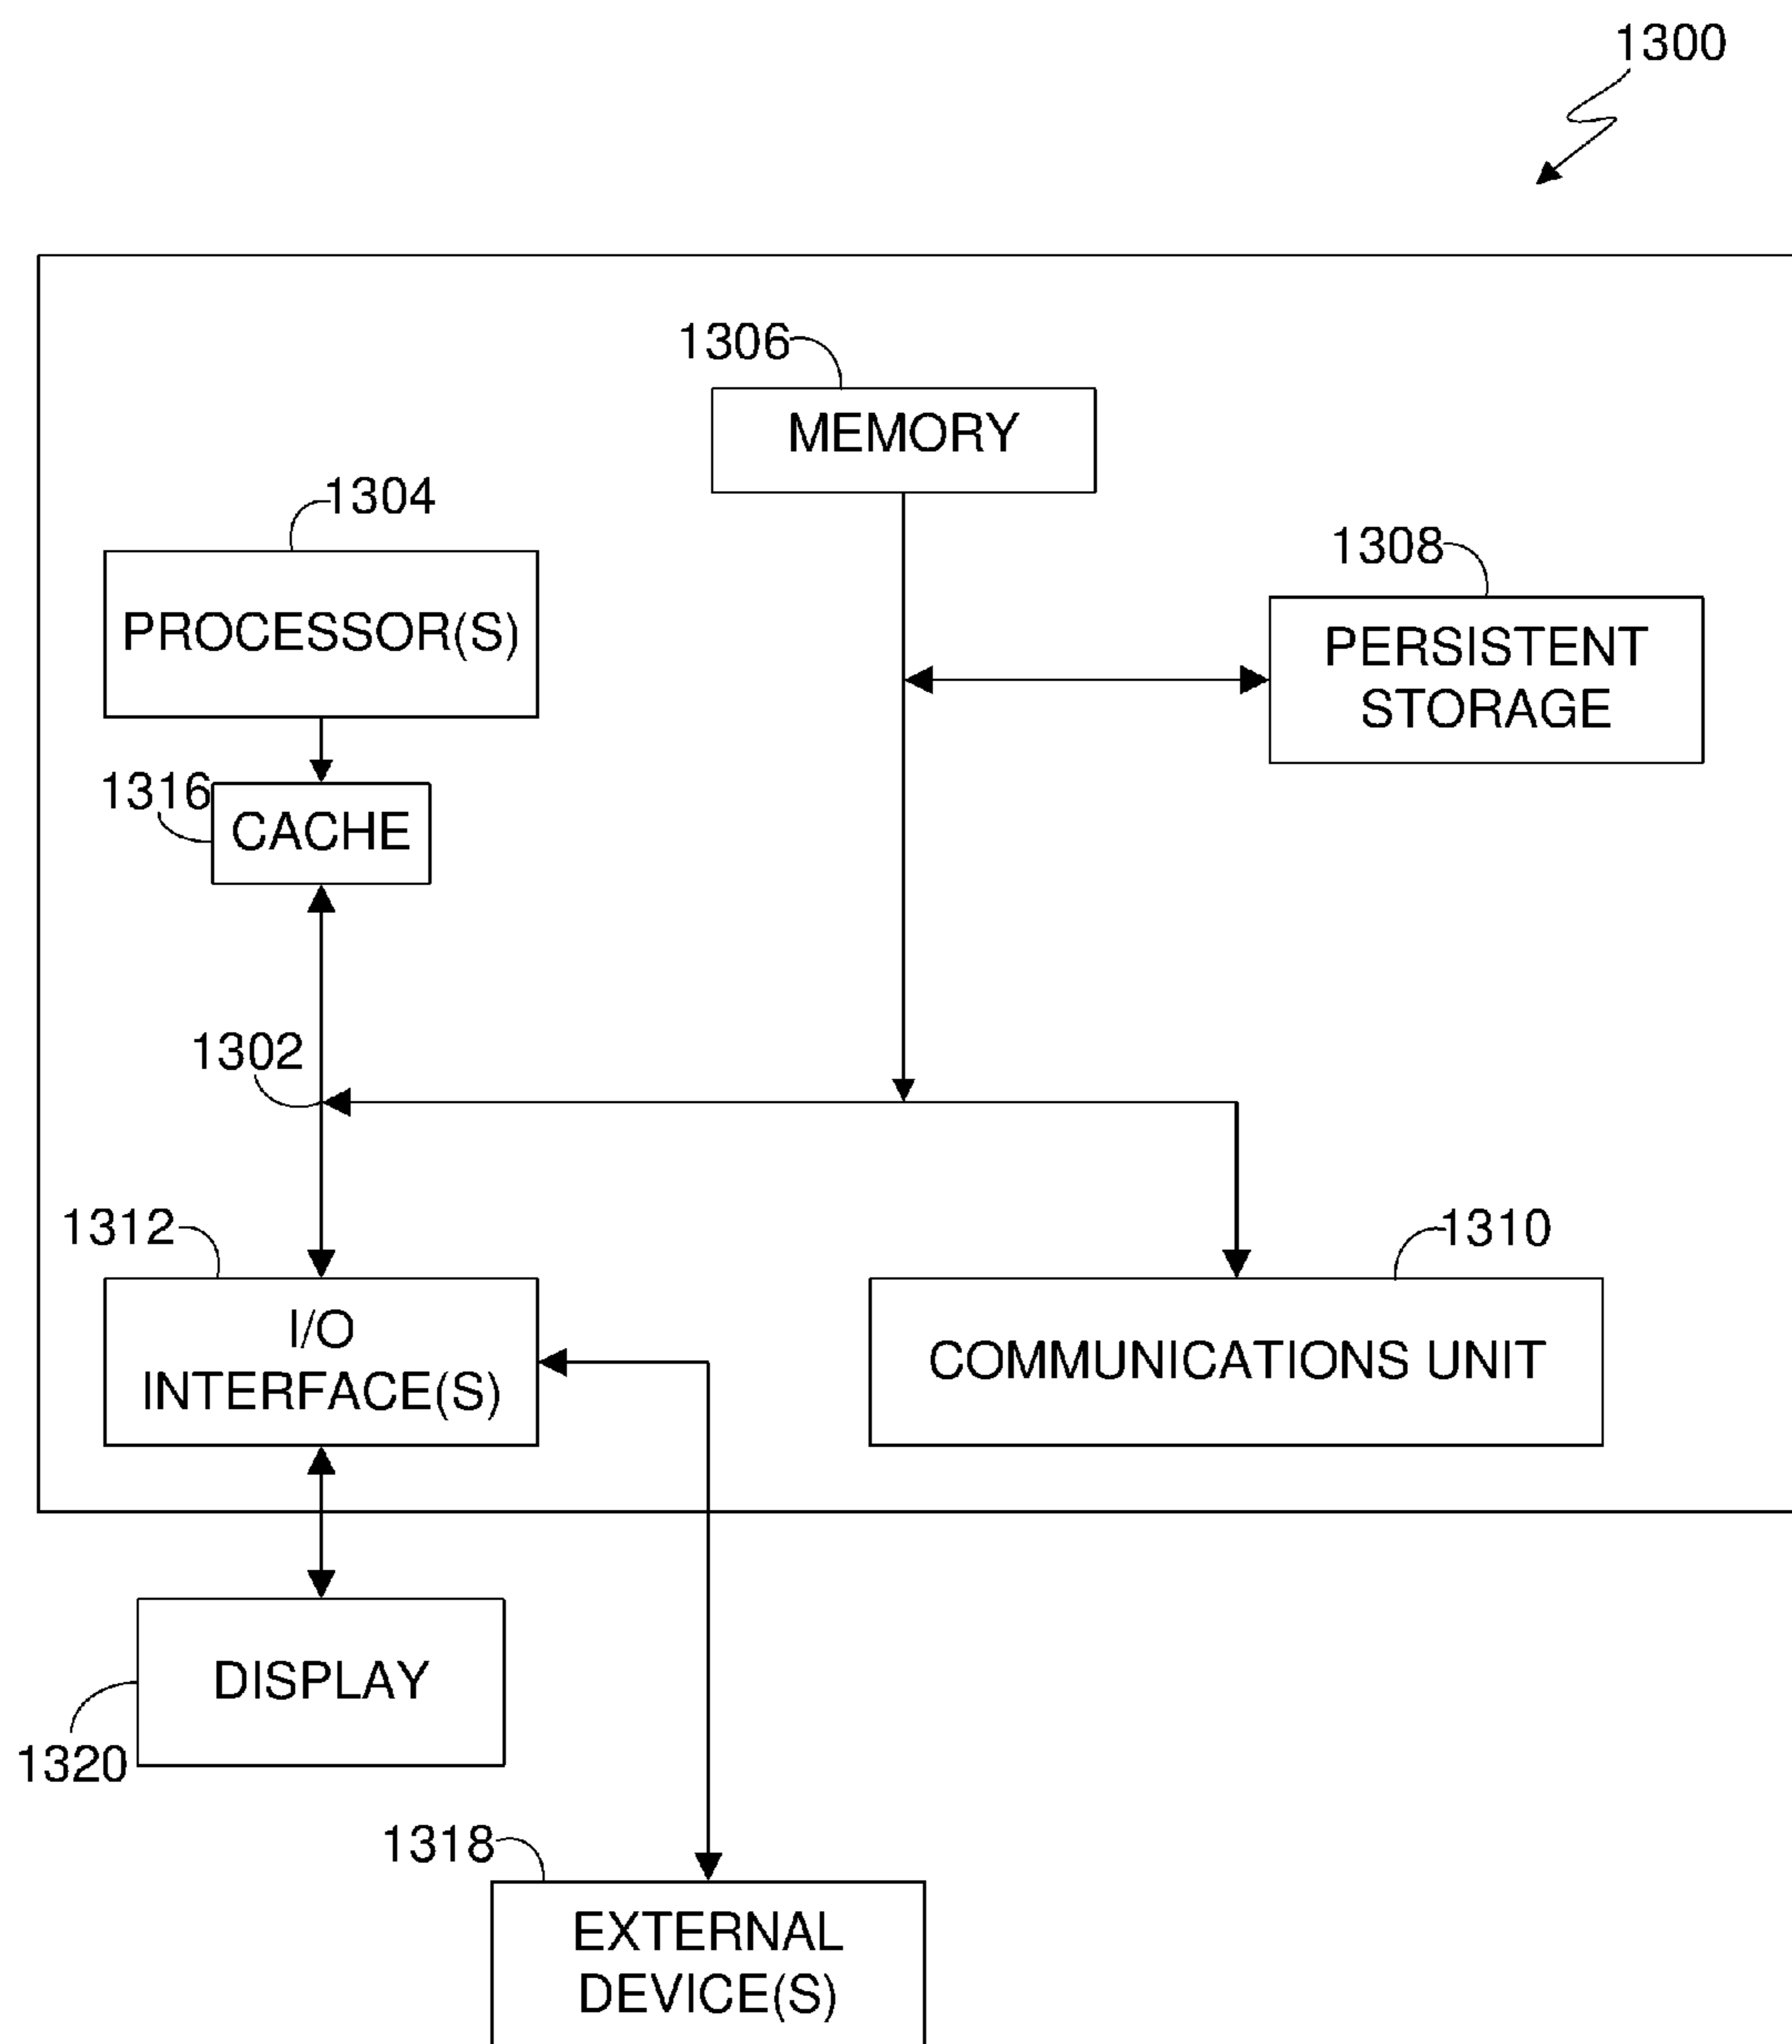 1300
1306
MEMORY
1304
PROCESSOR(S)
1308
PERSISTENT
STORAGE
1316
CACHE
1302
1312
I/O
INTERFACE(S)
1310
COMMUNICATIONS UNIT
DISPLAY
1320
1318
EXTERNAL
DEVICE(S)